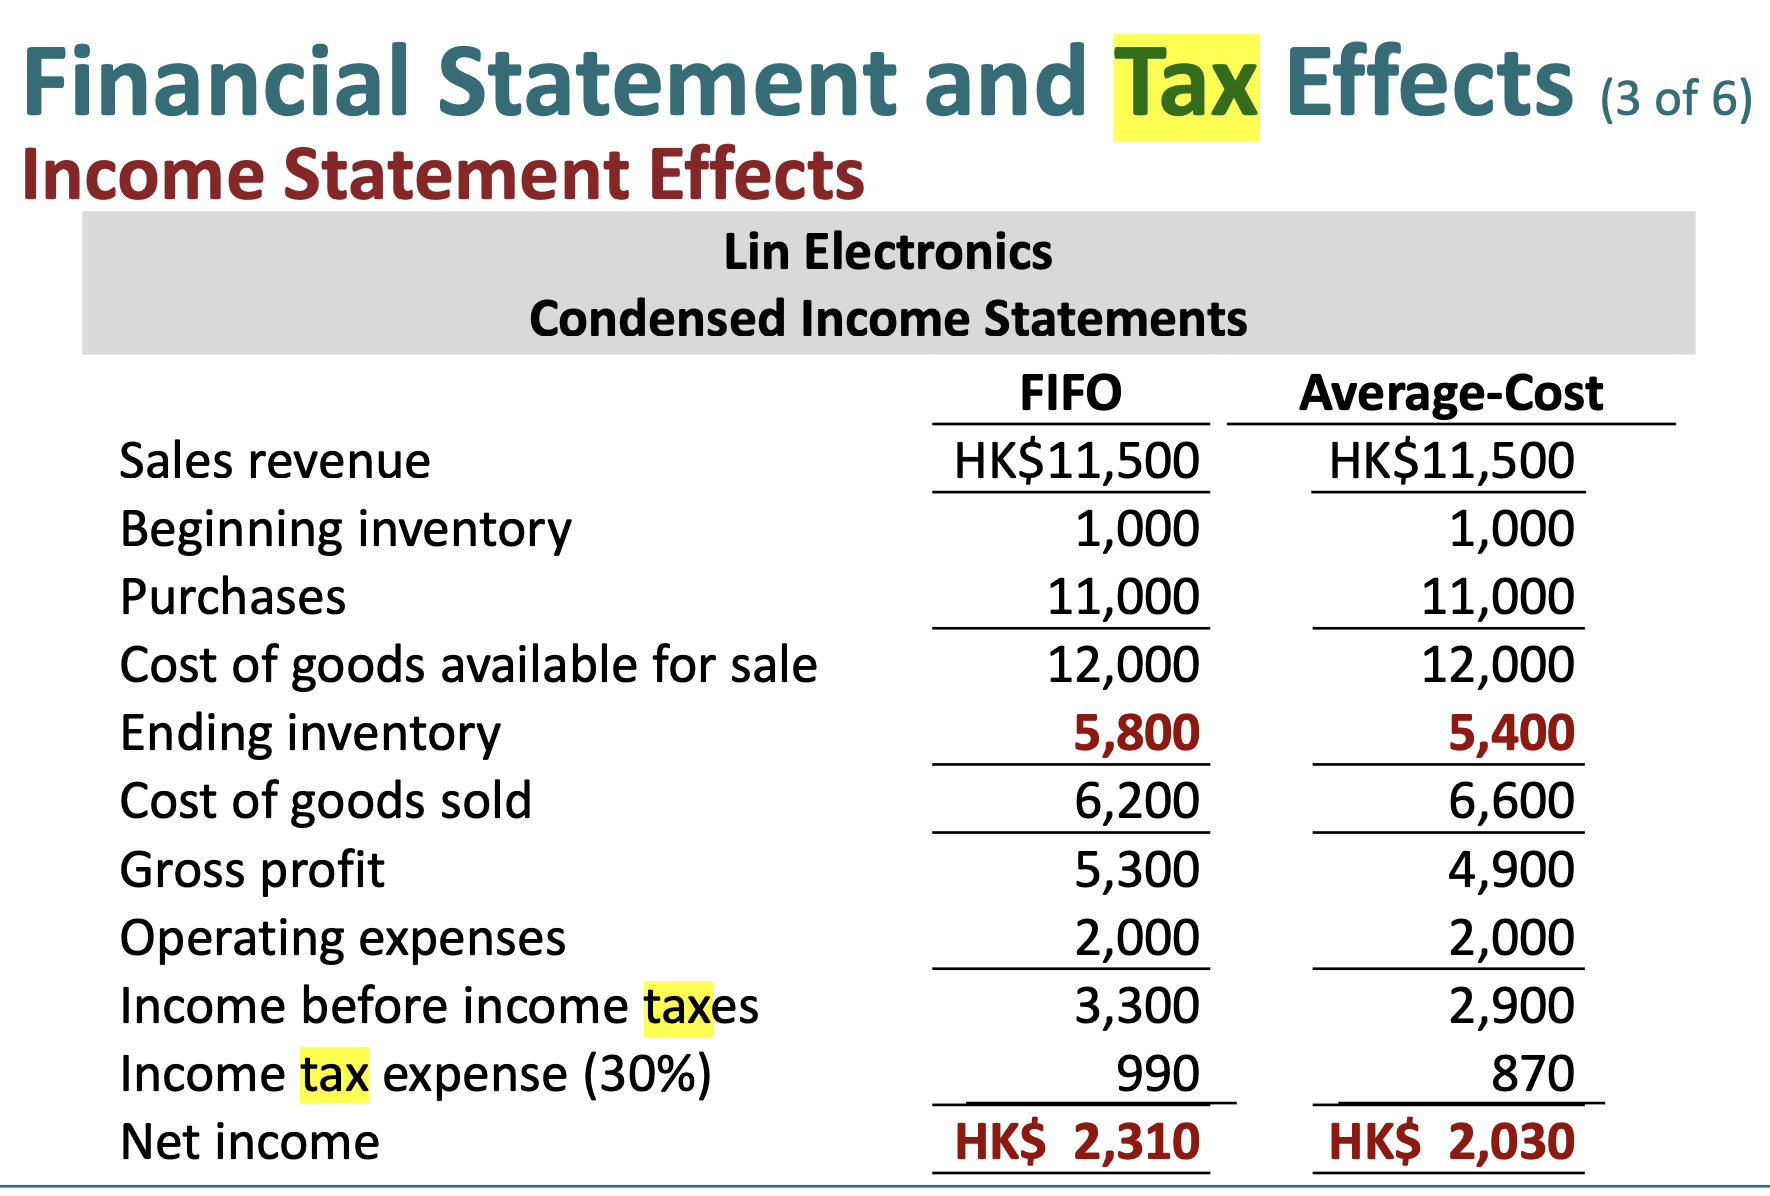 Financial Statement and Tax Effects (3 of 6)
Income Statement Effects
Lin Electronics
Condensed Income Statements
FIFO Average-Cost
Sales revenue HK$11,500 HK$11,500
Beginning inventory 1,000 1,000
Purchases 11,000 11,000
Cost of goods available for sale 12,000 12,000
Ending inventory 5,800 5,400
Cost of goods sold 6,200 6,600
Gross profit 5,300 4,900
Operating expenses 2,000 2,000
Income before income taxes 3,300 2,900
Income tax expense (30%) 990 870
Net income HK$ 2,310 HK$ 2,030